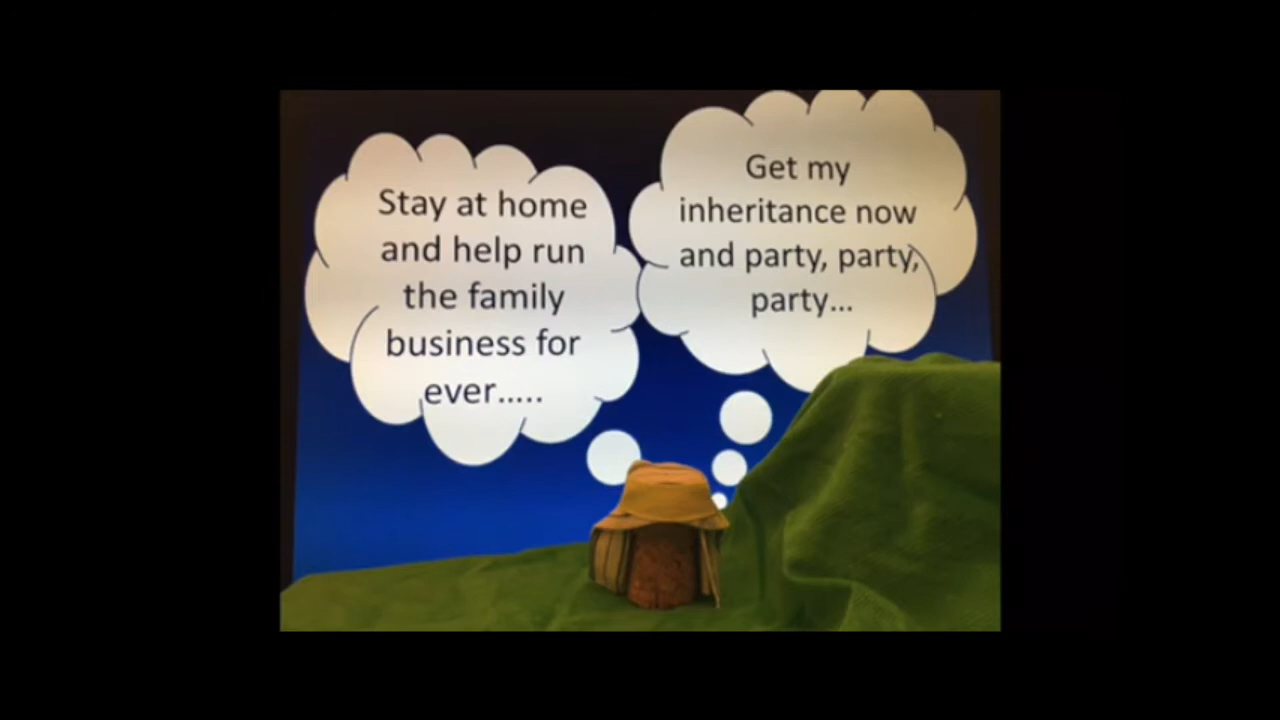 Stay at home
and help run
the family
business for
ever.....
Get my
inheritance now
and party, party,
party...